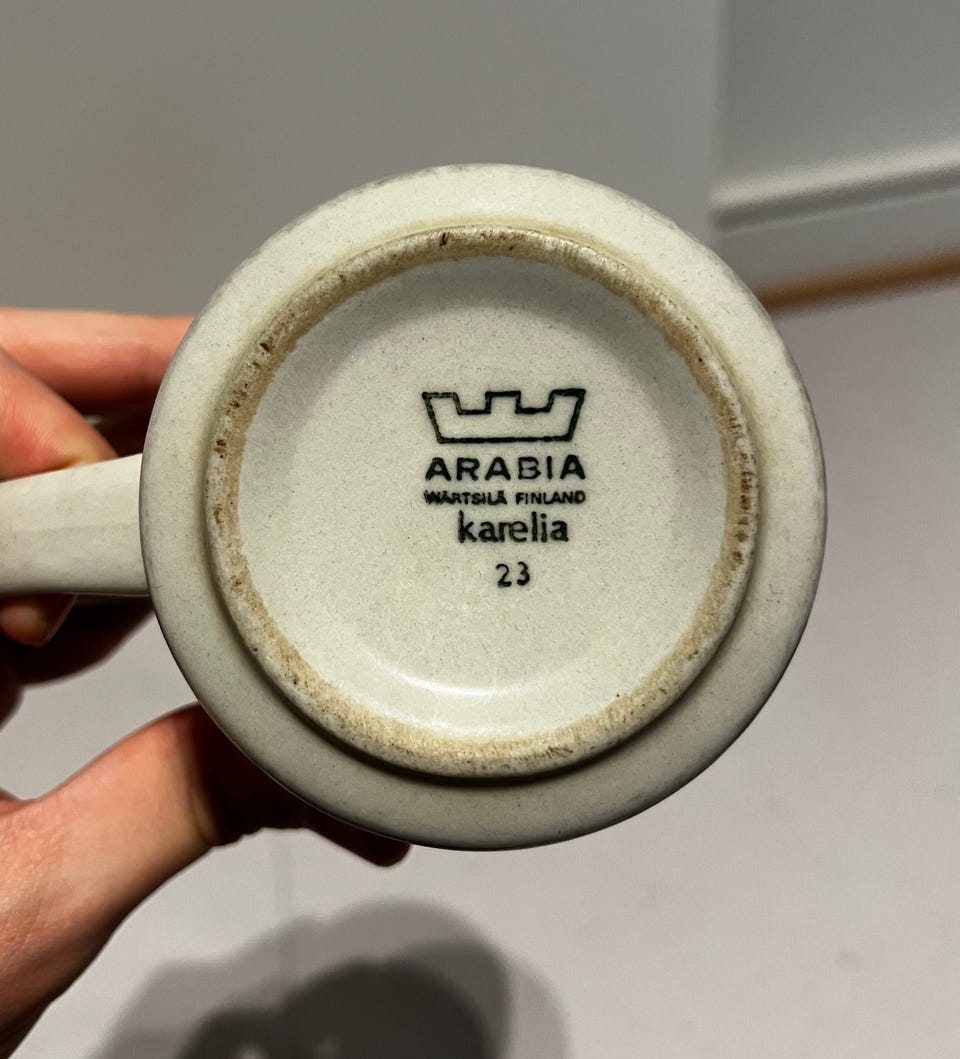 ARABIA
WÄRTSILÄ FINLAND
karelia
23